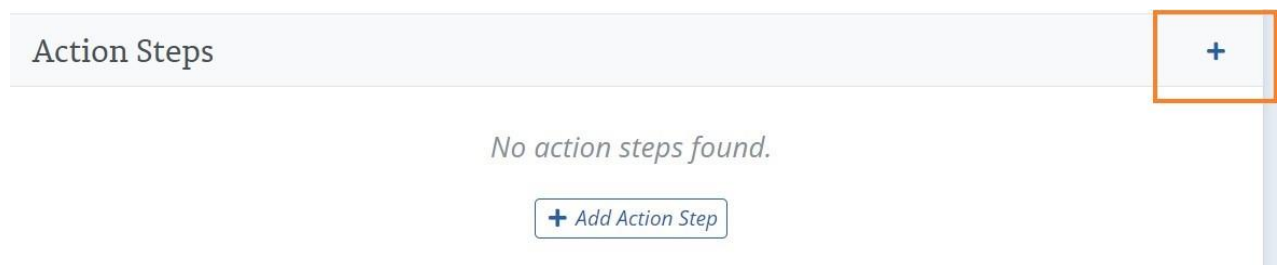 Action Steps +
No action steps found.
+ Add Action Step